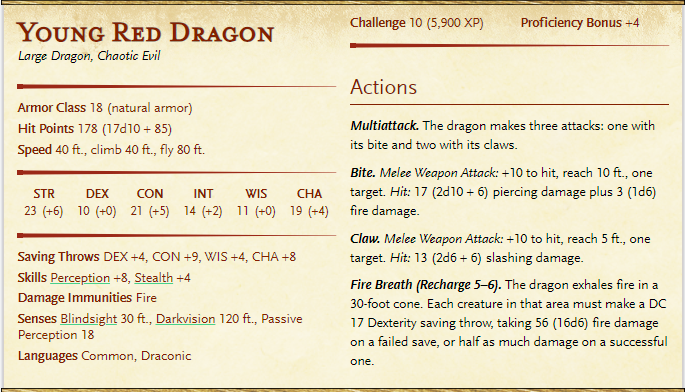 Young Red Dragon
Large Dragon, Chaotic Evil
Armor Class 18 (natural armor)
Hit Points 178 (17d10 + 85)
Speed 40 ft., climb 40 ft., fly 80 ft.
STR DEX CON INT WIS CHA
23 (+6) 10 (+0) 21 (+5) 14 (+2) 11 (+0) 19 (+4)
Saving Throws DEX +4, CON +9, WIS +4, CHA +8
Skills Perception +8, Stealth +4
Damage Immunities Fire
Senses Blindsight 30 ft., Darkvision 120 ft., Passive
Perception 18
Languages Common, Draconic
Challenge 10 (5,900 XP) Proficiency Bonus +4
Actions
Multiattack. The dragon makes three attacks: one with
its bite and two with its claws.
Bite. Melee Weapon Attack: +10 to hit, reach 10 ft., one
target. Hit: 17 (2d10 + 6) piercing damage plus 3 (1d6)
fire damage.
Claw. Melee Weapon Attack: +10 to hit, reach 5 ft., one
target. Hit: 13 (2d6 + 6) slashing damage.
Fire Breath (Recharge 5–6). The dragon exhales fire in a
30-foot cone. Each creature in that area must make a DC
17 Dexterity saving throw, taking 56 (16d6) fire damage
on a failed save, or half as much damage on a successful
one.